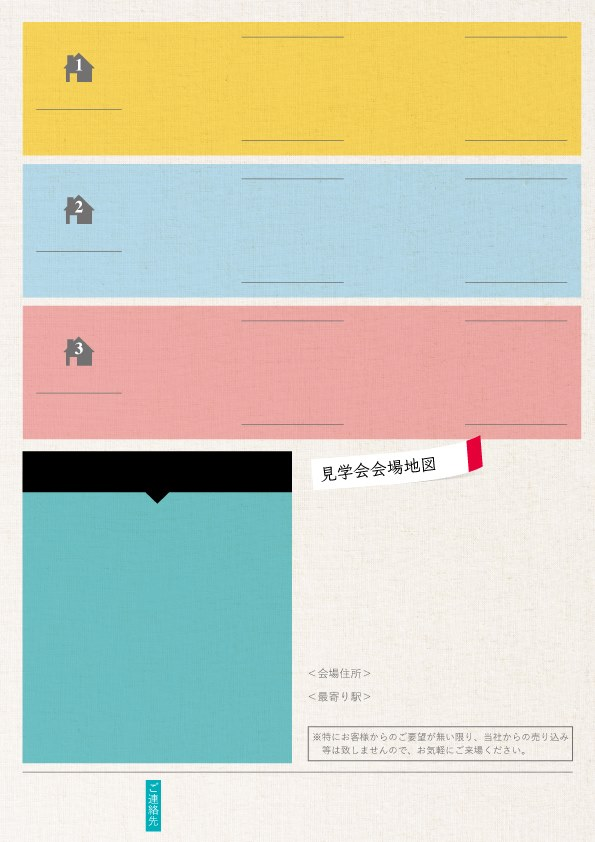 1
2
3
見学会会場地図
＜会場住所＞
＜最寄り駅＞
※特にお客様からのご要望が無い限り、当社からの売り込み
等は致しませんので、お気軽にご来場ください。
ご連絡先